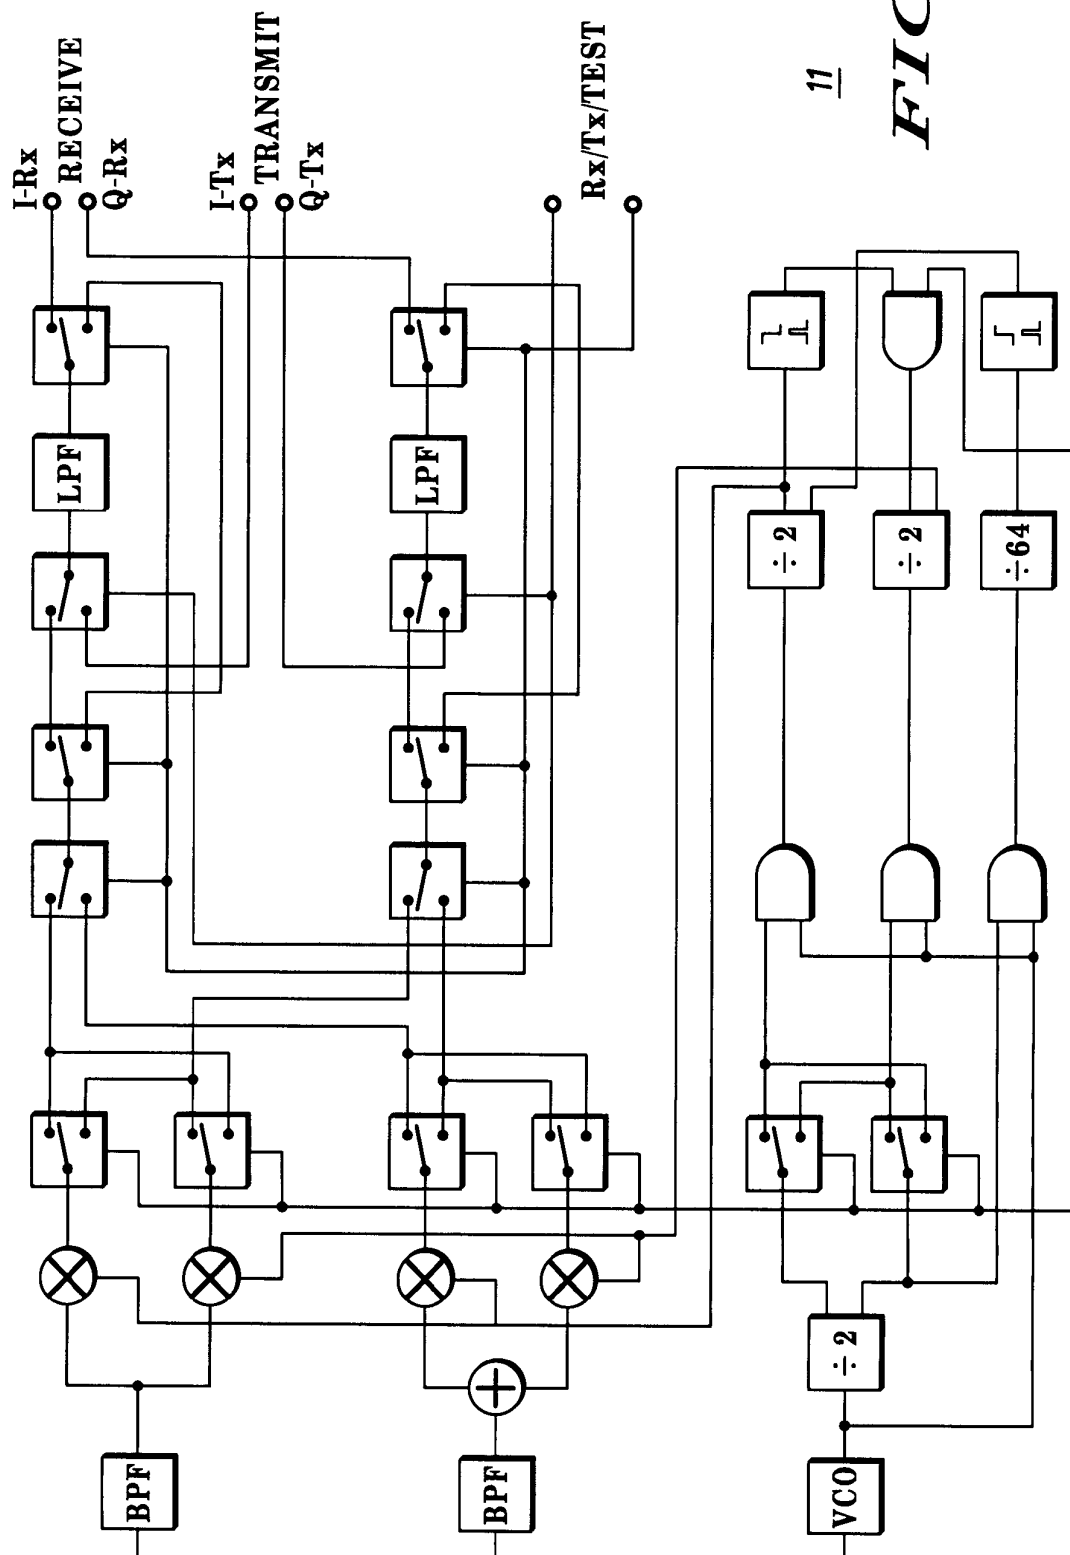 I-Rx
RECEIVE
Q-Rx
I-Tx
TRANSMIT
Q-Tx
Rx/Tx/TEST
11
FIG
LPF
LPF
÷ 2
÷ 2
÷64
÷ 2
BPF
BPF
VCO